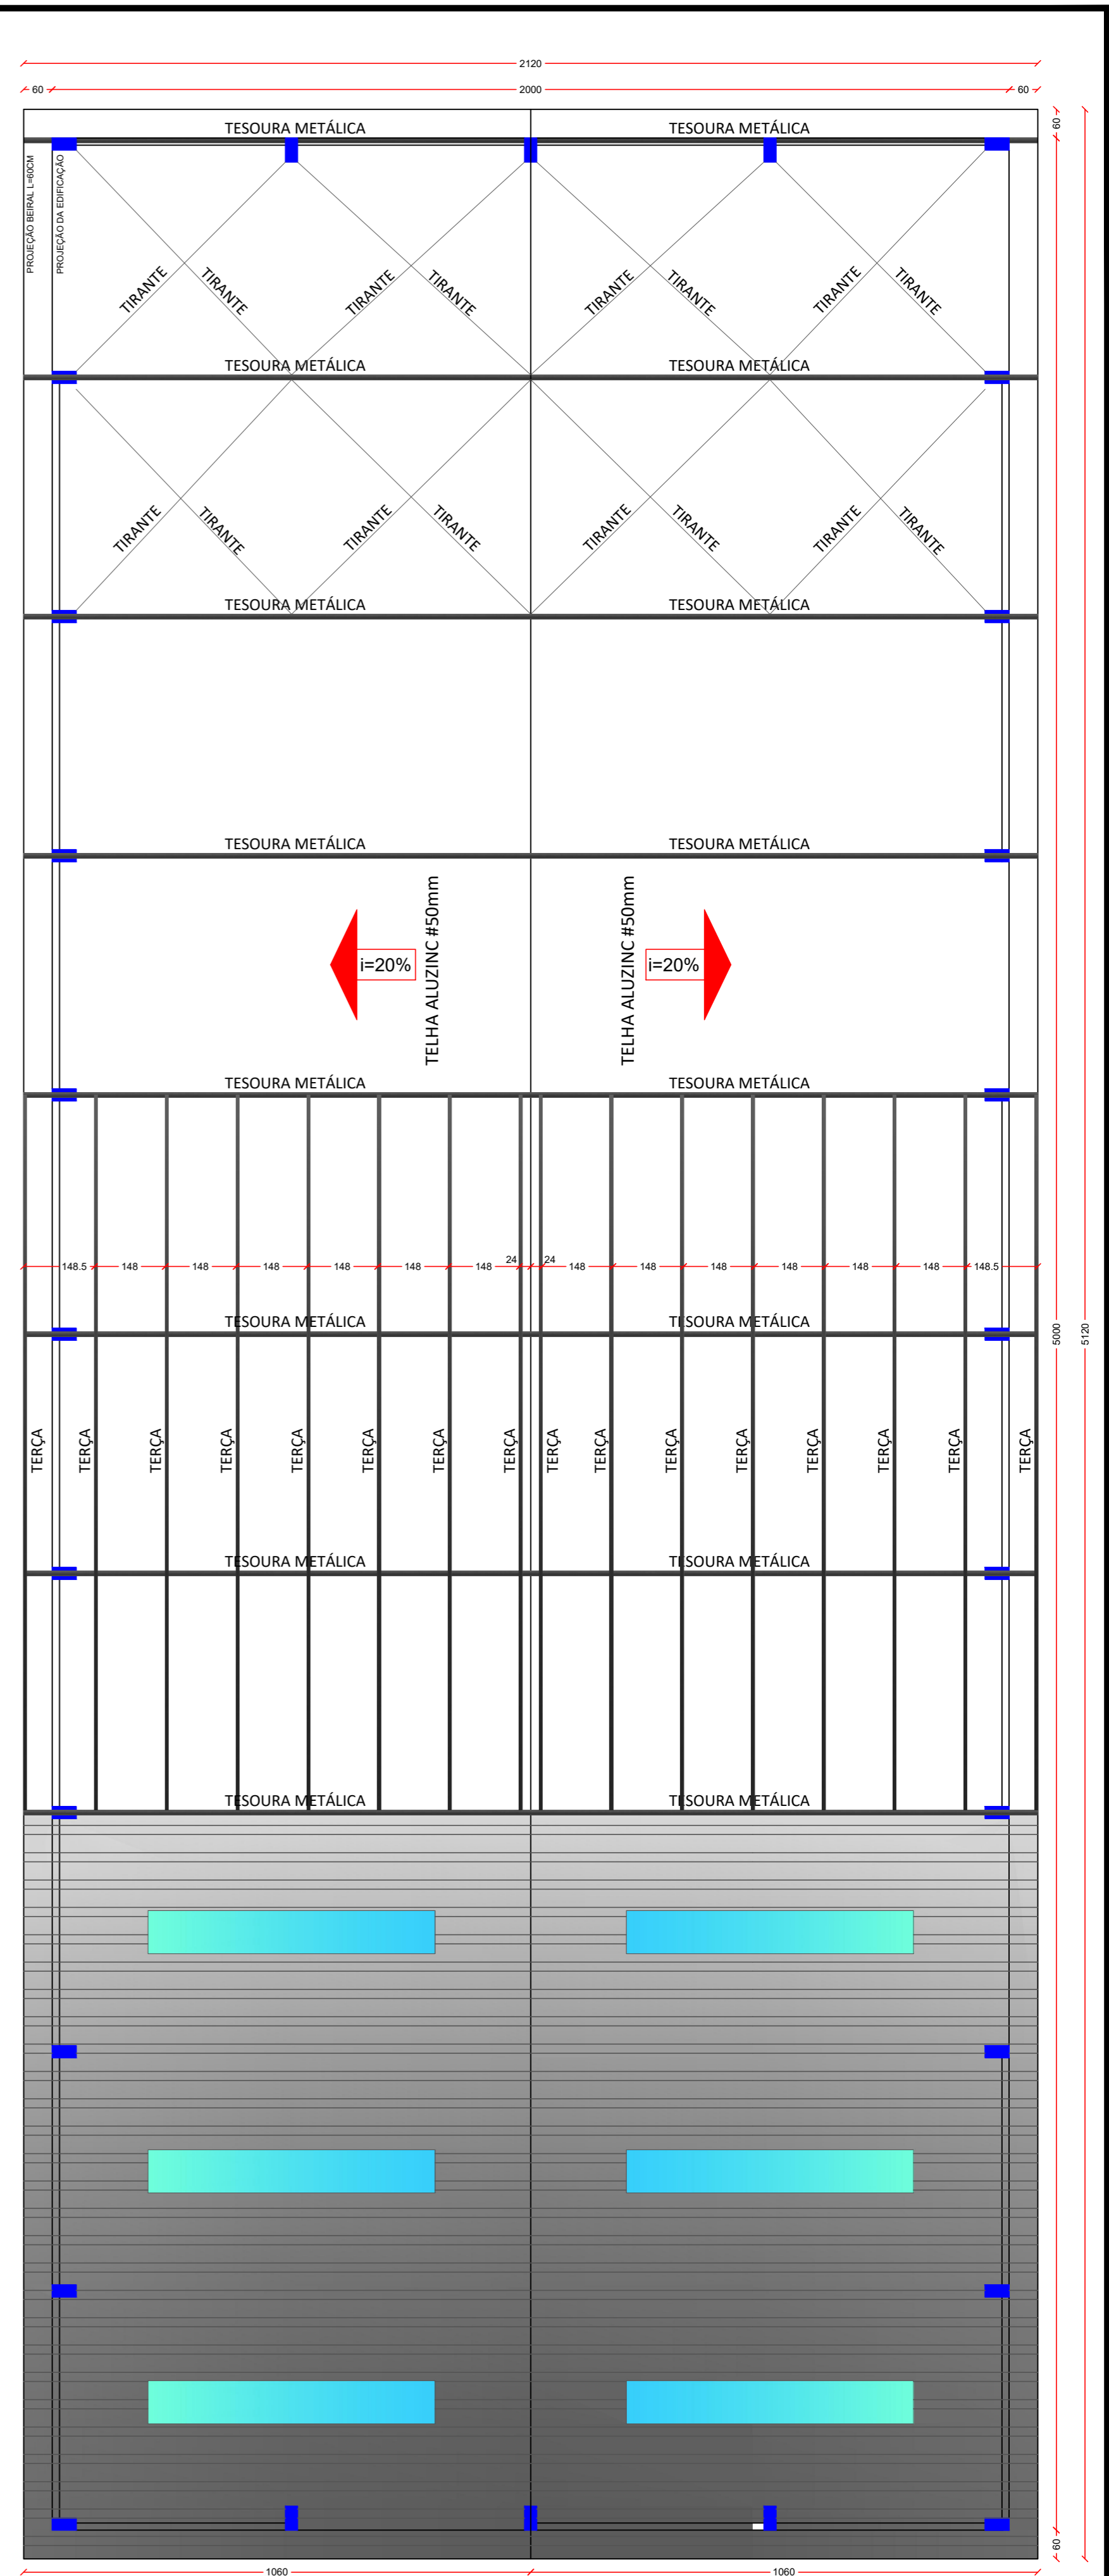 2120
60 2000 60
TESOURA METÁLICA TESOURA METÁLICA
60
PROJEÇÃO BEIRAL L=60CM
PROJEÇÃO DA EDIFICAÇÃO
TIRANTE TIRANTE TIRANTE TIRANTE TIRANTE TIRANTE TIRANTE TIRANTE
TESOURA METÁLICA TESOURA METÁLICA
TIRANTE TIRANTE TIRANTE TIRANTE TIRANTE TIRANTE TIRANTE TIRANTE
TESOURA METÁLICA TESOURA METÁLICA
TESOURA METÁLICA TESOURA METÁLICA
i=20%
TELHA ALUZINC #50mm
TELHA ALUZINC #50mm
i=20%
TESOURA METÁLICA TESOURA METÁLICA
148.5 148 148 148 148 148 148 24 24 148 148 148 148 148 148 148.5
TESOURA METÁLICA TESOURA METÁLICA
5000
5120
TERÇA TERÇA TERÇA TERÇA TERÇA TERÇA TERÇA TERÇA TERÇA TERÇA TERÇA TERÇA TERÇA TERÇA TERÇA TERÇA
TESOURA METÁLICA TESOURA METÁLICA
TESOURA METÁLICA TESOURA METÁLICA
60
1060 1060